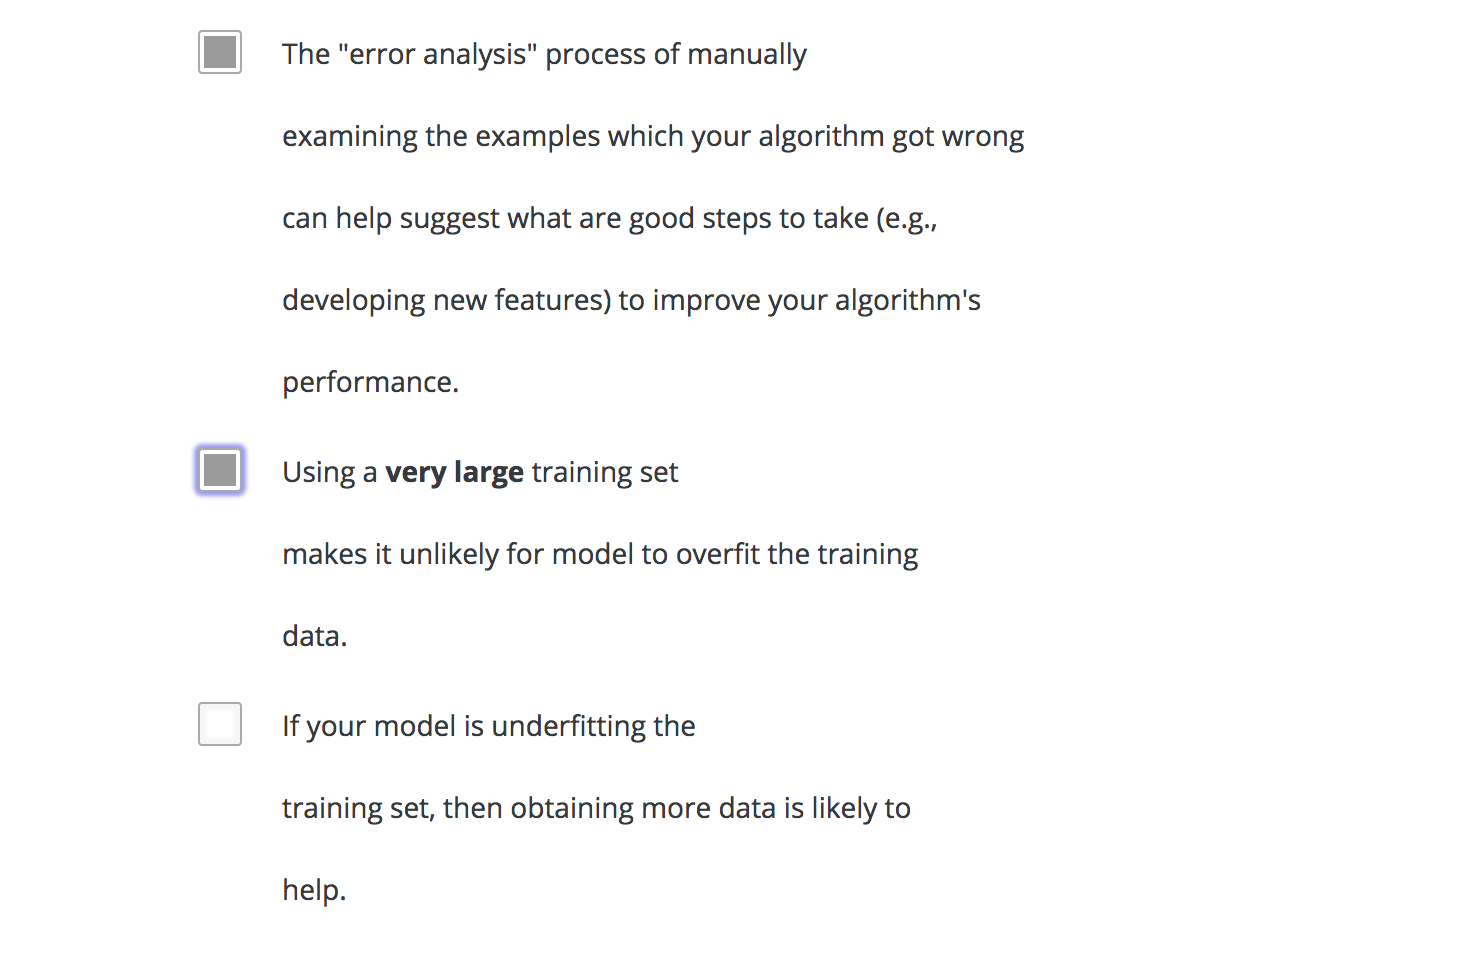 The "error analysis" process of manually
examining the examples which your algorithm got wrong
can help suggest what are good steps to take (e.g.,
developing new features) to improve your algorithm's
performance.
Using a very large training set
makes it unlikely for model to overfit the training
data.
If your model is underfitting the
training set, then obtaining more data is likely to
help.